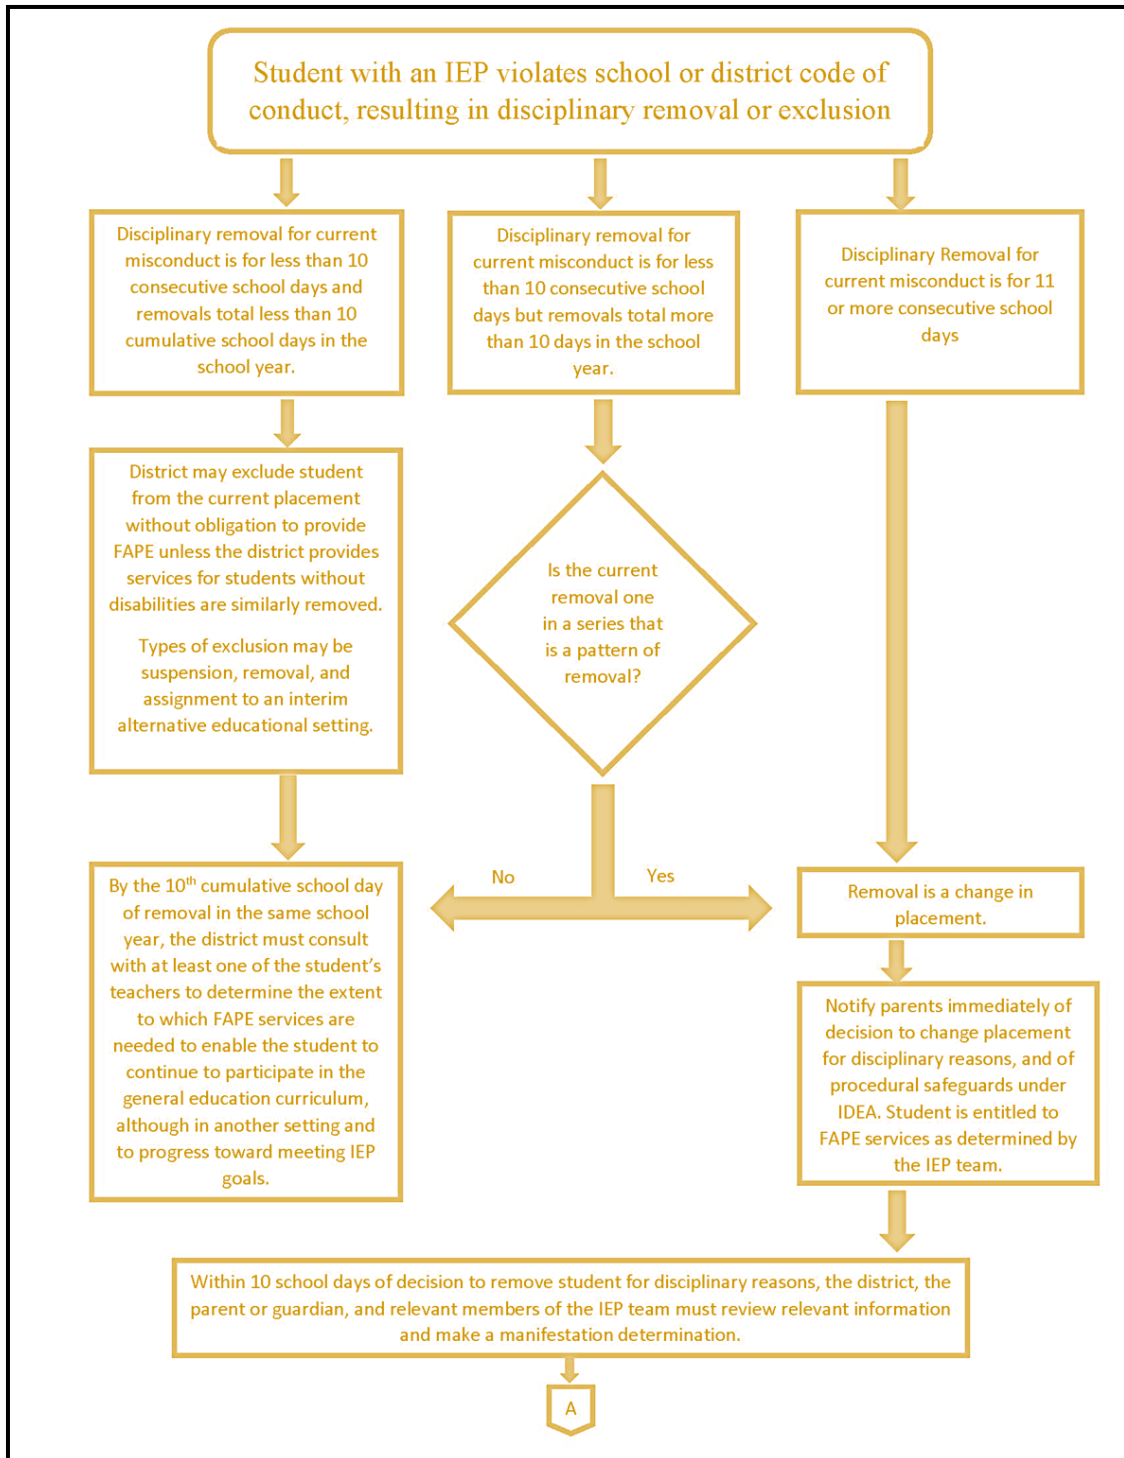 Student with an IEP violates school or district code of
conduct, resulting in disciplinary removal or exclusion
Disciplinary removal for current
misconduct is for less than 10
consecutive school days and
removals total less than 10
cumulative school days in the
school year.
Disciplinary removal for
current misconduct is for less
than 10 consecutive school
days but removals total more
than 10 days in the school
year.
Disciplinary Removal for
current misconduct is for 11
or more consecutive school
days
District may exclude student
from the current placement
without obligation to provide
FAPE unless the district provides
services for students without
disabilities are similarly removed.
Types of exclusion may be
suspension, removal, and
assignment to an interim
alternative educational setting.
Is the current
removal one
in a series that
is a pattern of
removal?
No
Yes
By the 10th cumulative school day
of removal in the same school
year, the district must consult
with at least one of the student’s
teachers to determine the extent
to which FAPE services are
needed to enable the student to
continue to participate in the
general education curriculum,
although in another setting and
to progress toward meeting IEP
goals.
Removal is a change in
placement.
Notify parents immediately of
decision to change placement
for disciplinary reasons, and of
procedural safeguards under
IDEA. Student is entitled to
FAPE services as determined by
the IEP team.
Within 10 school days of decision to remove student for disciplinary reasons, the district, the
parent or guardian, and relevant members of the IEP team must review relevant information
and make a manifestation determination.
A